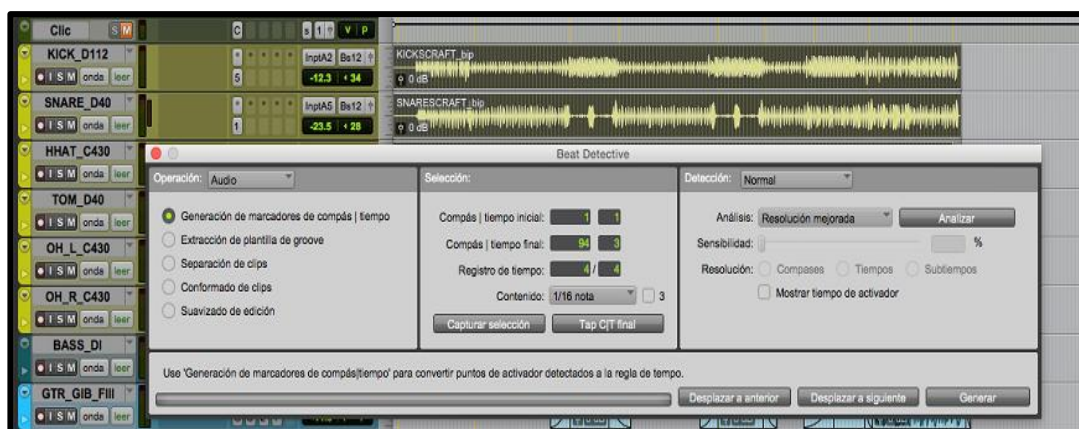 Clic S M C s 1 V P
KICK_D112 InptA2 Bs12 KICKSCRAFT_bip
I S M onda leer 5 -12.3 34 0 dB
SNARE_D40 InptA5 Bs12 SNARESCRAFT_bip
I S M onda leer 1 -23.5 28 0 dB
HHAT_C430
I S M onda leer
TOM_D40
I S M onda leer
OH_L_C430
I S M onda leer
OH_R_C430
I S M onda leer
BASS_DI
I S M onda leer
GTR_GIB_FIII
I S M onda leer
Beat Detective
Operación: Audio
Generación de marcadores de compás | tiempo
Extracción de plantilla de groove
Separación de clips
Conformado de clips
Suavizado de edición
Selección:
Compás | tiempo inicial: 1 1
Compás | tiempo final: 94 3
Registro de tiempo: 4 / 4
Contenido: 1/16 nota 3
Capturar selección Tap C|T final
Detección: Normal
Análisis: Resolución mejorada Analizar
Sensibilidad: %
Resolución: Compases Tiempos Subtiempos
Mostrar tiempo de activador
Use 'Generación de marcadores de compás|tiempo' para convertir puntos de activador detectados a la regla de tempo.
Desplazar a anterior Desplazar a siguiente Generar